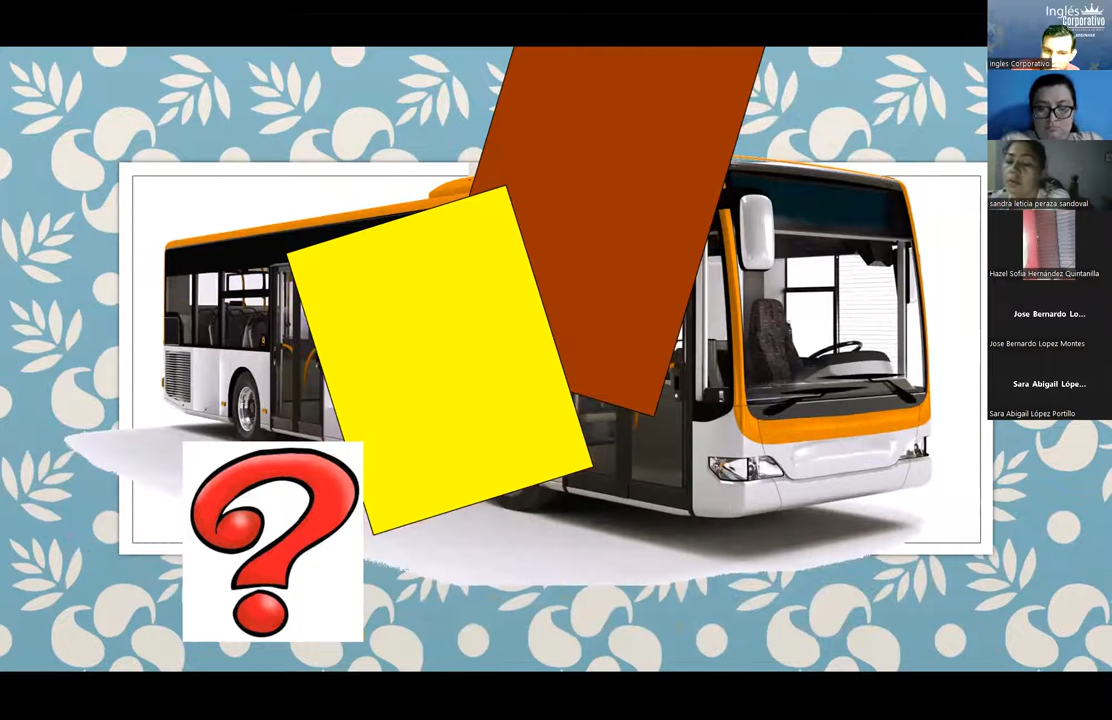 Inglés
Corporativo
Ingles Corporativo
sandra leticia peraza sandoval
Hazel Sofia Hernández Quintanilla
Jose Bernardo Lo...
Jose Bernardo Lopez Montes
Sara Abigail Lópe...
Sara Abigail López Portillo